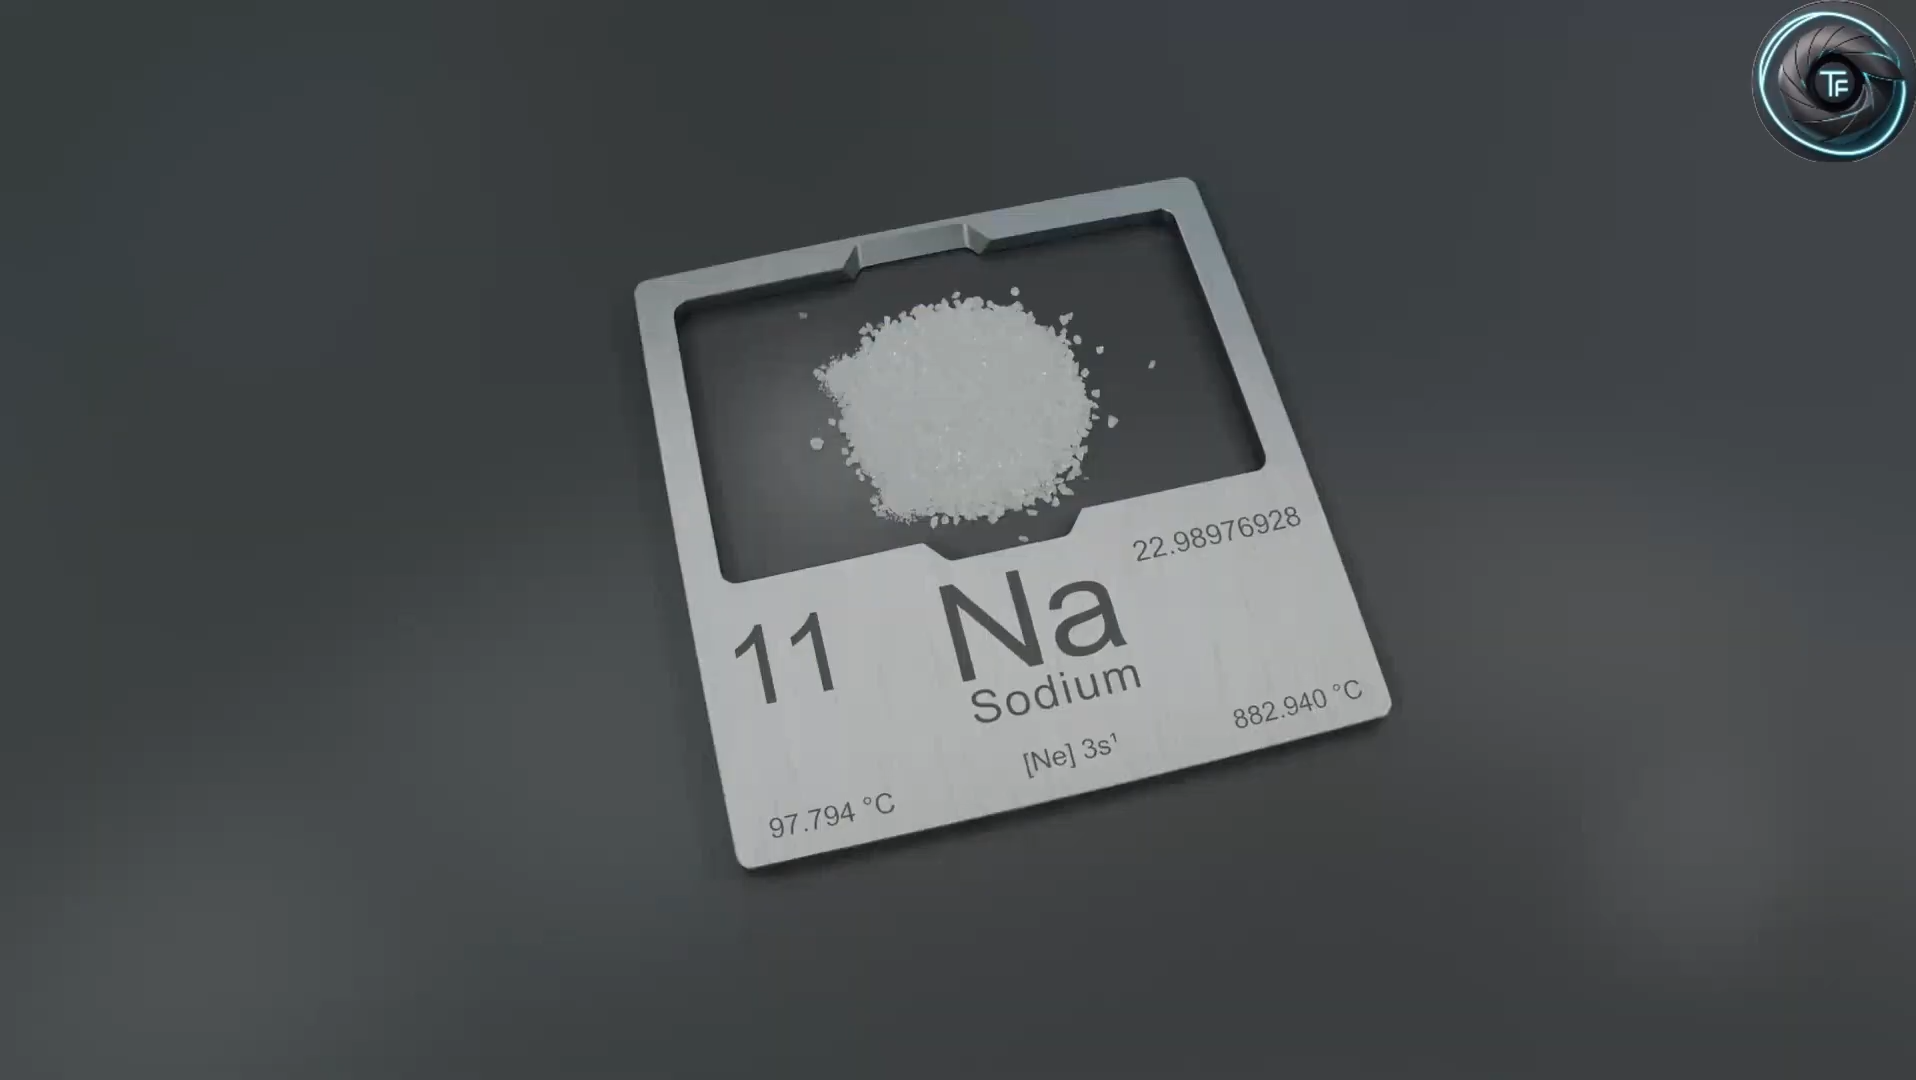 TF
22.98976928
11
Na
Sodium
882.940 °C
[Ne] 3s¹
97.794 °C